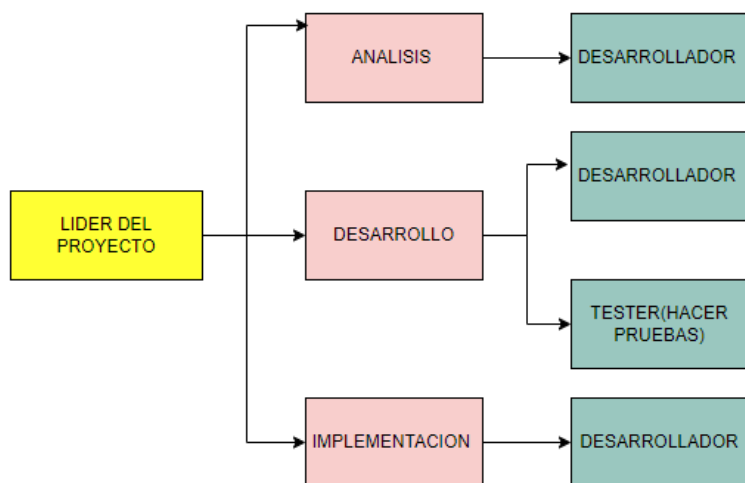 ANALISIS
DESARROLLADOR
DESARROLLADOR
LIDER DEL
PROYECTO
DESARROLLO
TESTER(HACER
PRUEBAS)
IMPLEMENTACION
DESARROLLADOR